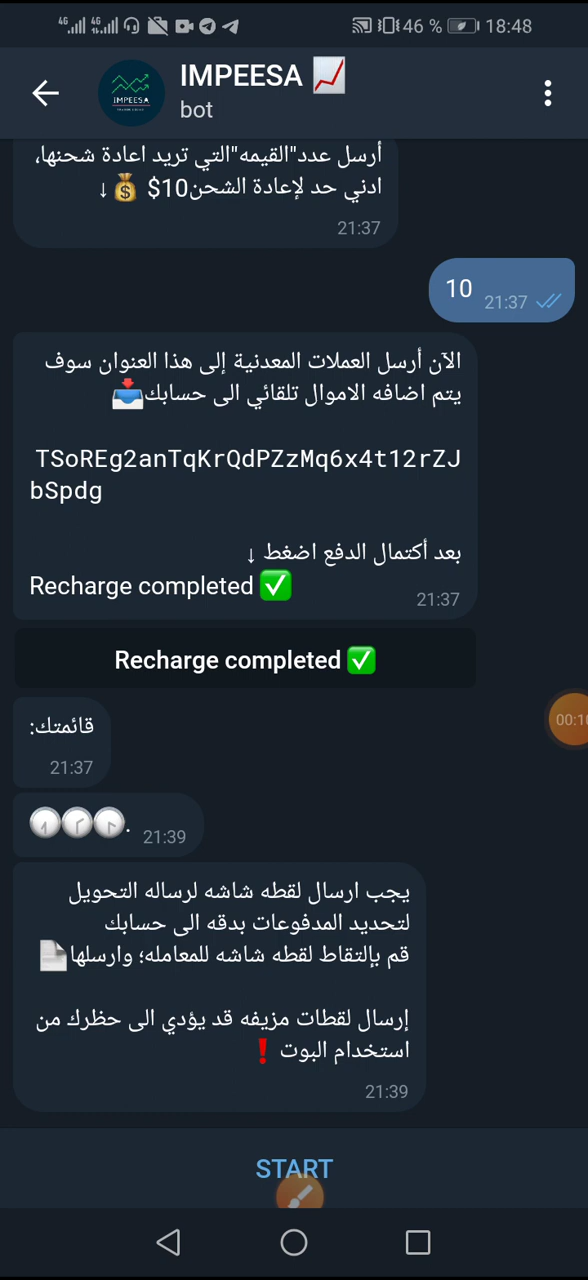 46 % 18:48
IMPEESA 📈
IMPEESA
bot
أرسل عدد"القيمه"التي تريد اعادة شحنها،
ادني حد لإعادة الشحن10$ 💰 ↓
21:37
10 21:37
الآن أرسل العملات المعدنية إلى هذا العنوان سوف
يتم اضافه الاموال تلقائي الى حسابك📥
TSoREg2anTqKrQdPZzMq6x4t12rZJ
bSpdg
بعد أكتمال الدفع اضغط ↓
Recharge completed ✅
21:37
Recharge completed ✅
قائمتك:
21:37
. 21:39
يجب ارسال لقطه شاشه لرساله التحويل
لتحديد المدفوعات بدقه الى حسابك
قم بإلتقاط لقطه شاشه للمعامله؛ وارسلها📄
إرسال لقطات مزيفه قد يؤدي الى حظرك من
استخدام البوت ❗
21:39
START